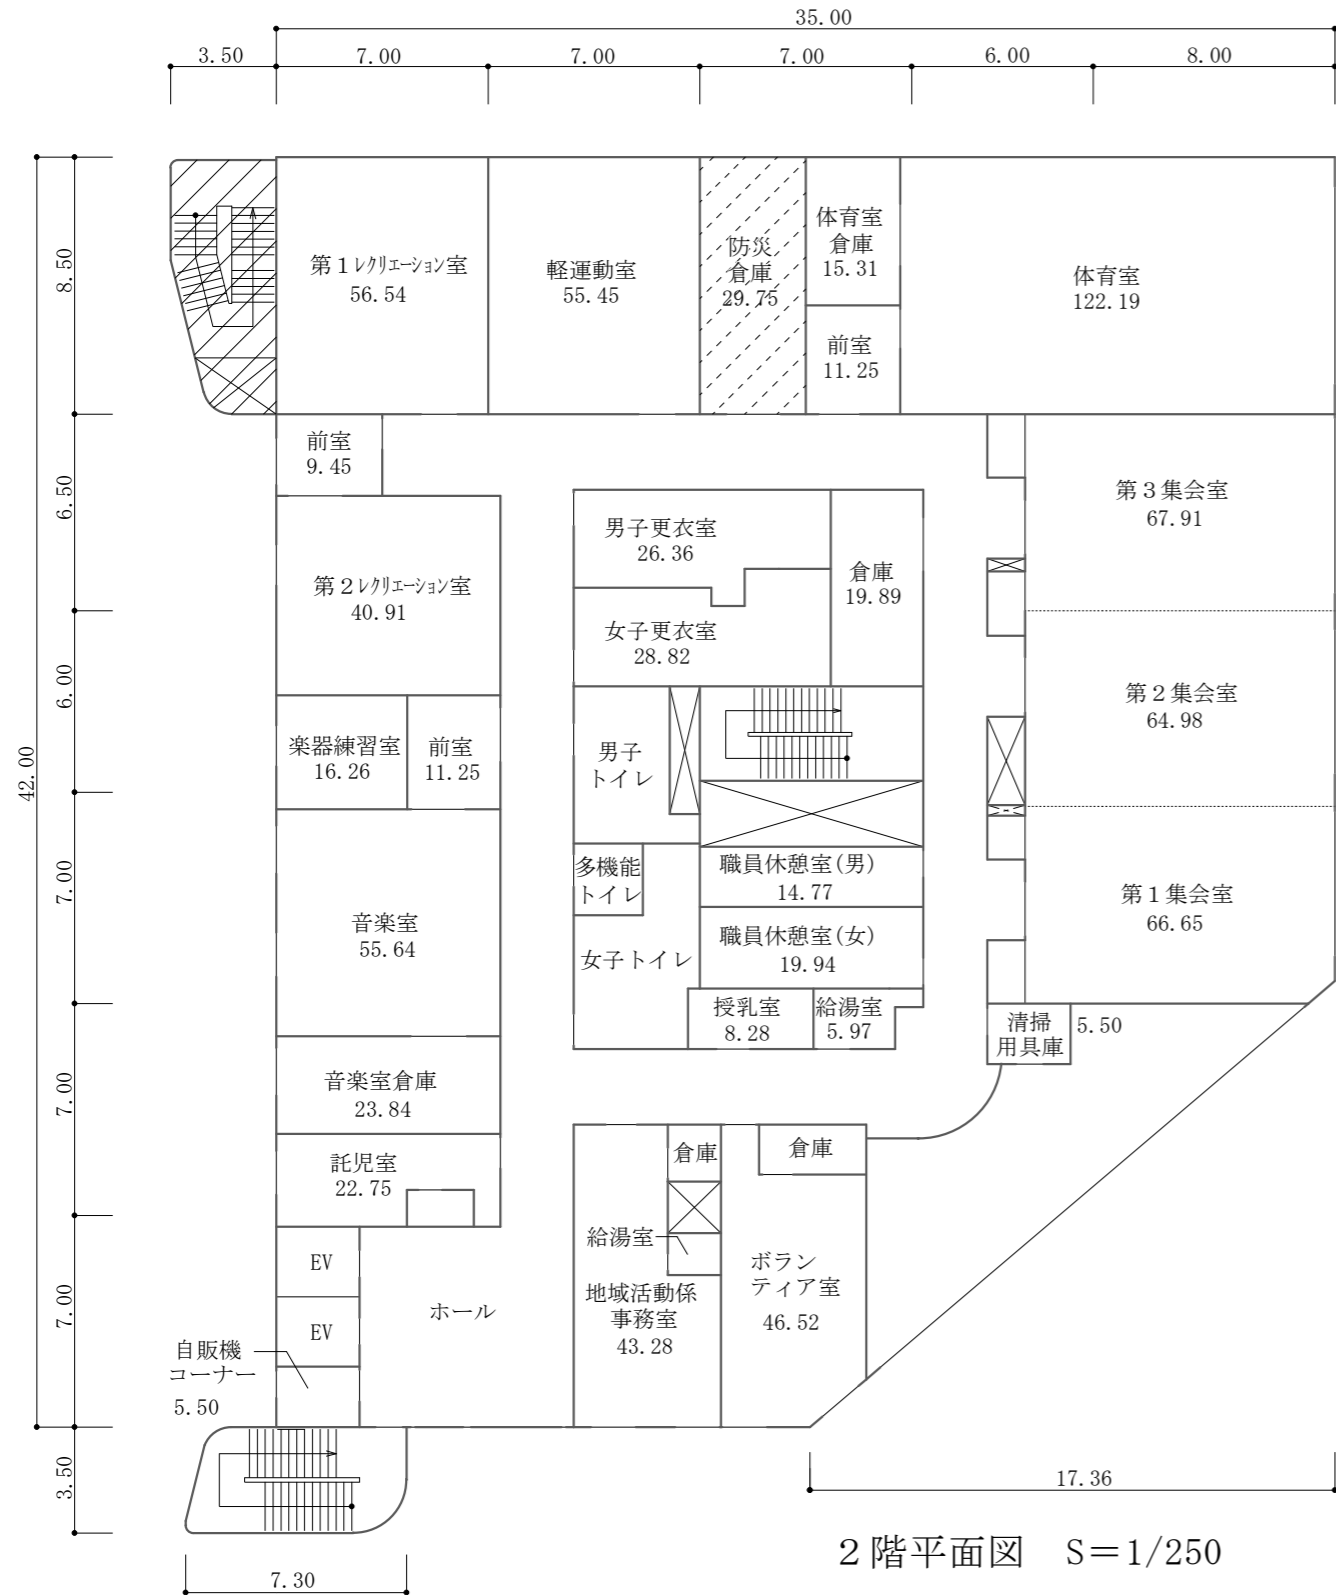 35.00
3.50
7.00
7.00
7.00
6.00
8.00
42.00
8.50
6.50
6.00
7.00
7.00
7.00
3.50
第1レクリエーション室
56.54
軽運動室
55.45
防災
倉庫
29.75
体育室
倉庫
15.31
前室
11.25
体育室
122.19
前室
9.45
第2レクリエーション室
40.91
男子更衣室
26.36
倉庫
19.89
女子更衣室
28.82
第3集会室
67.91
第2集会室
64.98
第1集会室
66.65
楽器練習室
16.26
前室
11.25
男子
トイレ
多機能
トイレ
女子トイレ
職員休憩室(男)
14.77
職員休憩室(女)
19.94
授乳室
8.28
給湯室
5.97
清掃
用具庫
5.50
音楽室
55.64
音楽室倉庫
23.84
託児室
22.75
EV
EV
ホール
自販機
コーナー
5.50
倉庫
倉庫
給湯室
地域活動係
事務室
43.28
ボラン
ティア室
46.52
17.36
7.30
2階平面図 S=1/250